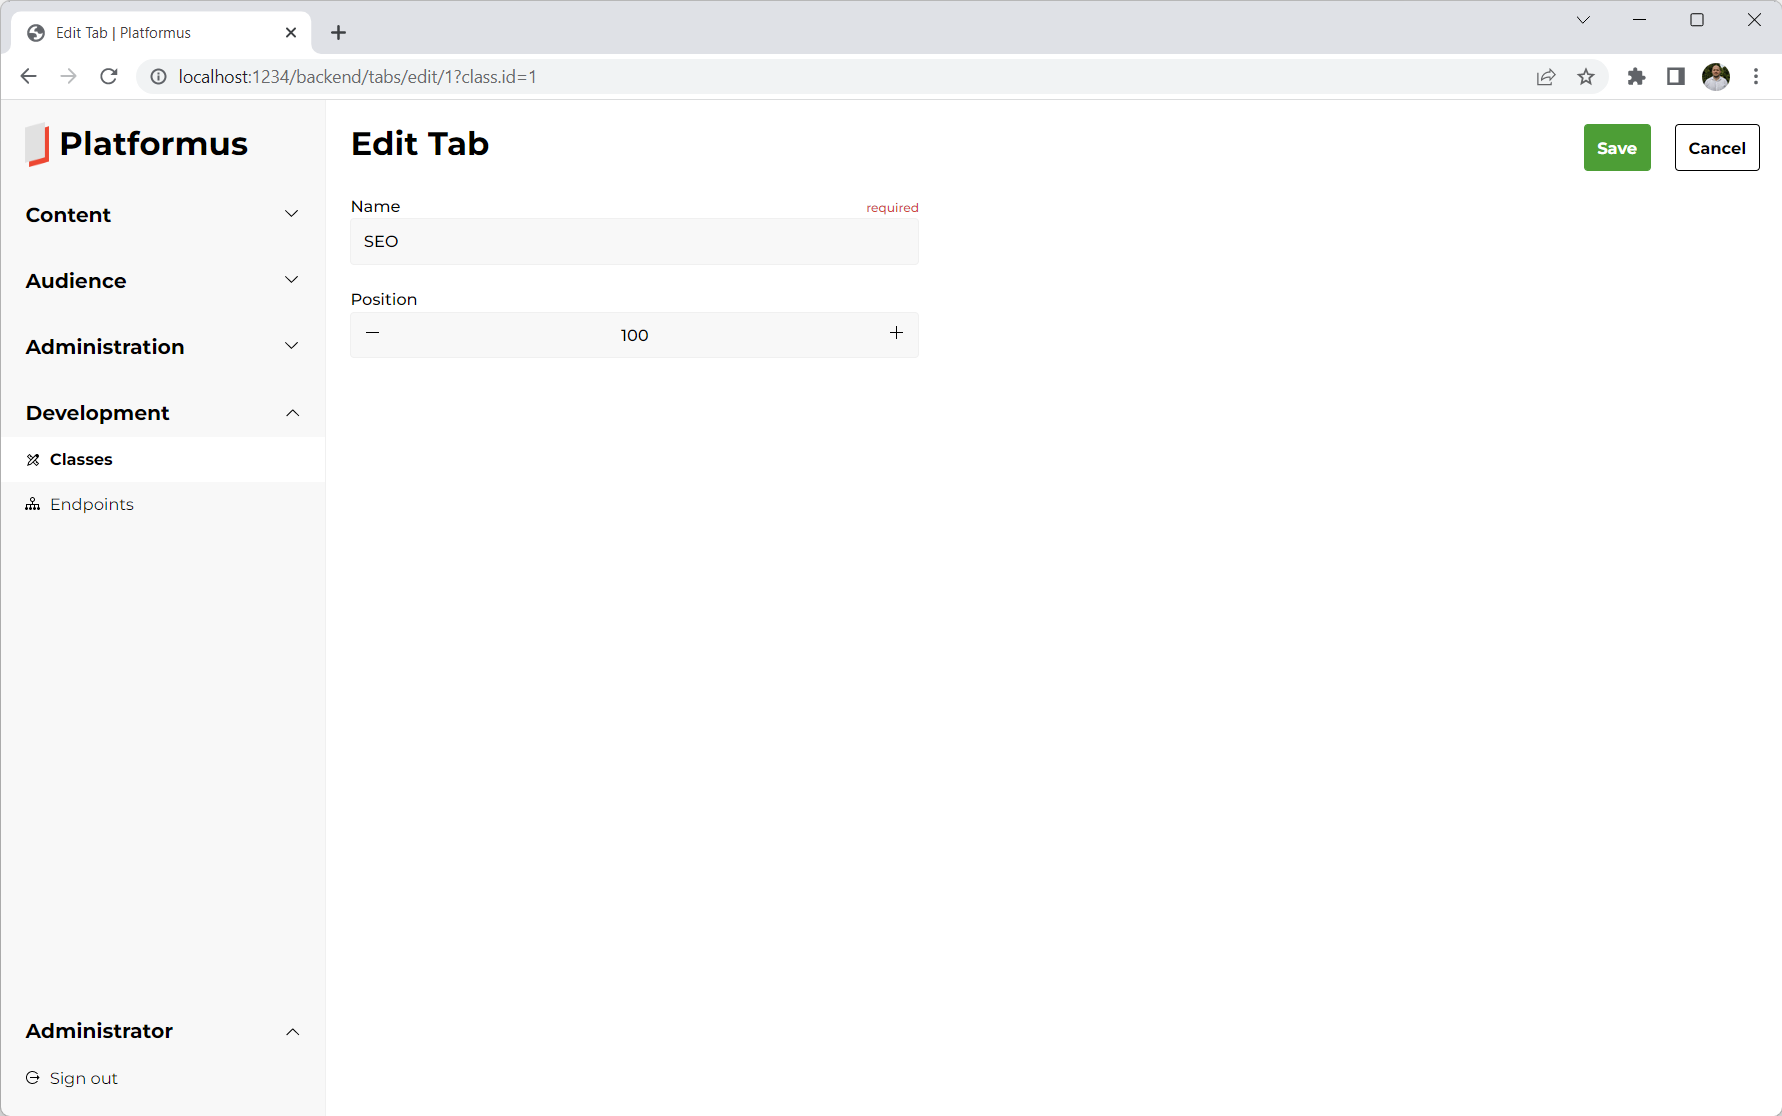 Edit Tab | Platformus
localhost:1234/backend/tabs/edit/1?class.id=1
Platformus
Content
Audience
Administration
Development
Classes
Endpoints
Administrator
Sign out
Edit Tab
Save
Cancel
Name
required
SEO
Position
100